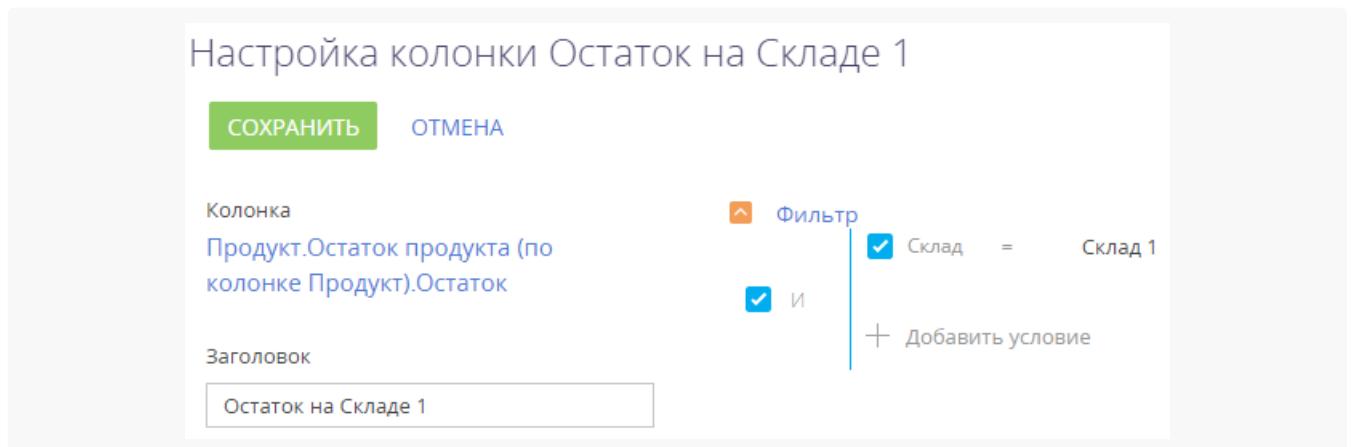 Настройка колонки Остаток на Складе 1
СОХРАНИТЬ ОТМЕНА
Колонка
Продукт.Остаток продукта (по
колонке Продукт).Остаток
Заголовок
Остаток на Складе 1
Фильтр
Склад = Склад 1
И
Добавить условие